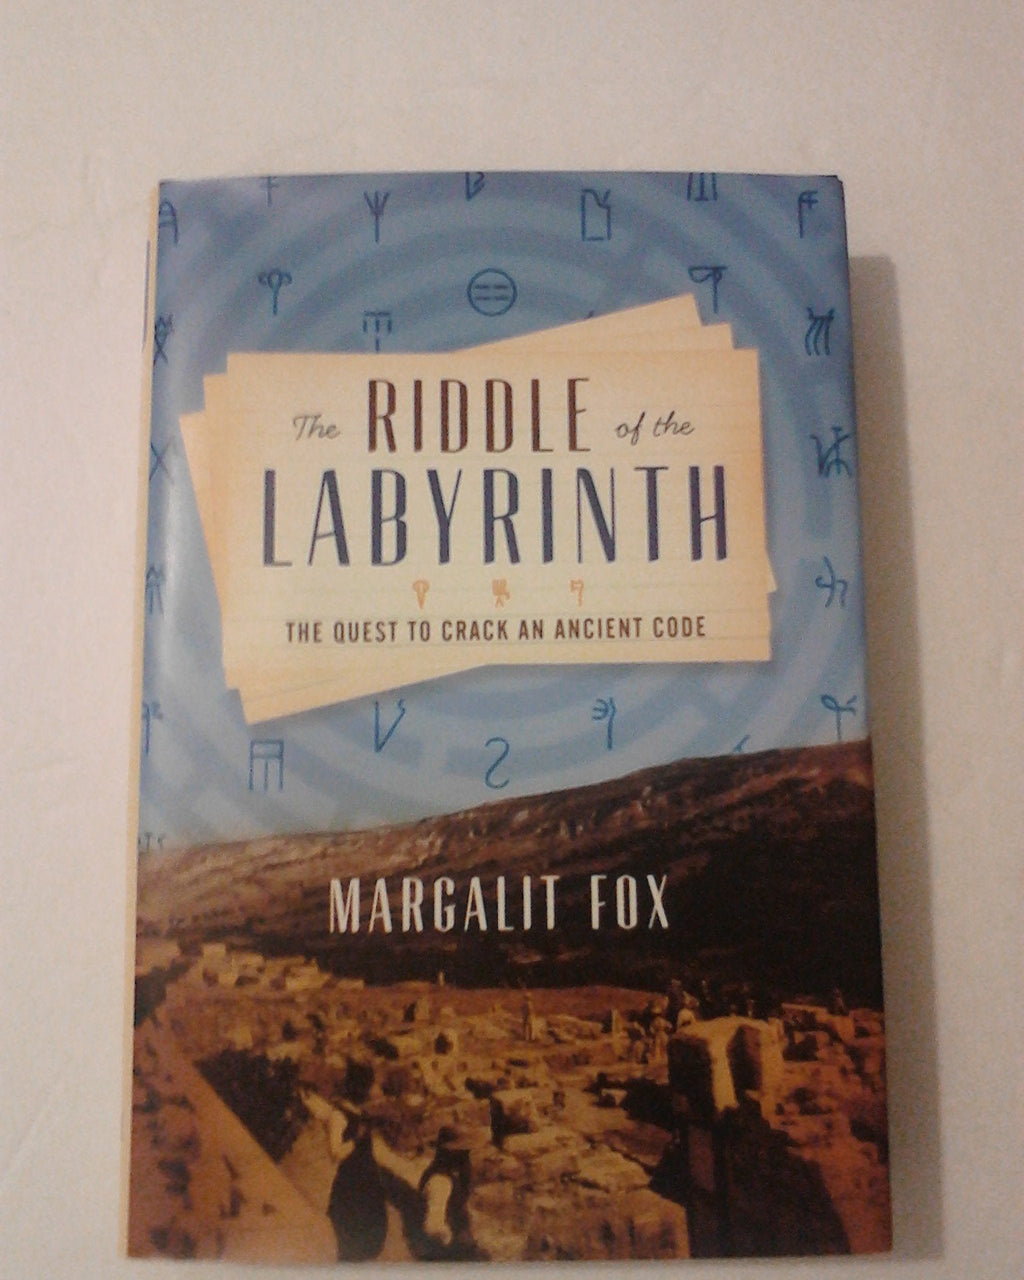 The RIDDLE of the
LABYRINTH
THE QUEST TO CRACK AN ANCIENT CODE
MARGALIT FOX